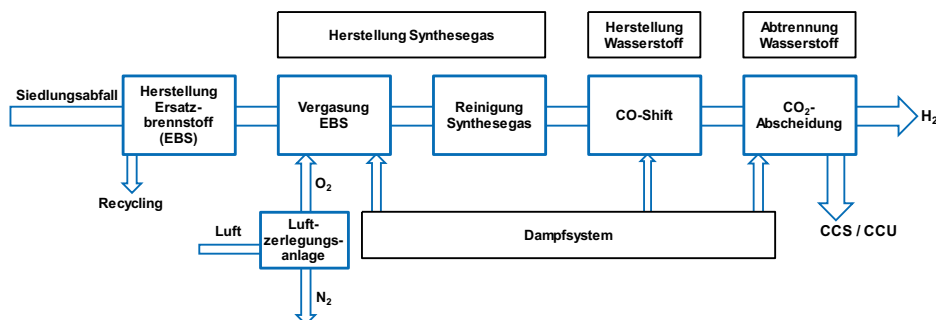 Herstellung Synthesegas
Herstellung
Wasserstoff
Abtrennung
Wasserstoff
Siedlungsabfall
Herstellung
Ersatz-
brennstoff
(EBS)
Vergasung
EBS
Reinigung
Synthesegas
CO-Shift
CO2-
Abscheidung
H2
Recycling
O2
Luft
Luft-
zerlegungs-
anlage
Dampfsystem
CCS / CCU
N2